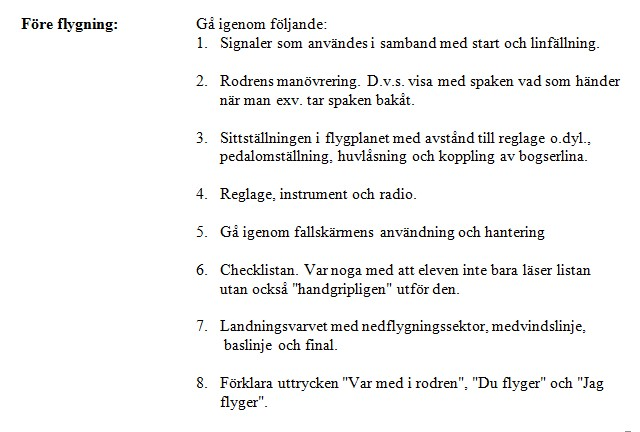 Före flygning: Gå igenom följande:
1. Signaler som användes i samband med start och linfällning.
2. Rodrens manövrering. D.v.s. visa med spaken vad som händer
när man exv. tar spaken bakåt.
3. Sittställningen i flygplanet med avstånd till reglage o.dyl.,
pedalomställning, huvlåsning och koppling av bogserlina.
4. Reglage, instrument och radio.
5. Gå igenom fallskärmens användning och hantering
6. Checklistan. Var noga med att eleven inte bara läser listan
utan också "handgripligen" utför den.
7. Landningsvarvet med nedflygningssektor, medvindslinje,
baslinje och final.
8. Förklara uttrycken "Var med i rodren", "Du flyger" och "Jag
flyger".